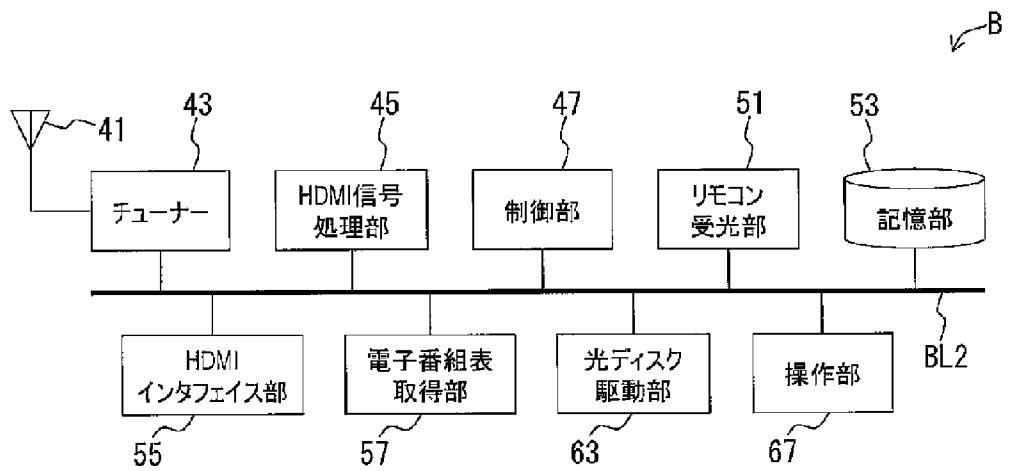 B
41
43
45
47
51
53
チューナー
HDMI信号
処理部
制御部
リモコン
受光部
記憶部
BL2
HDMI
インタフェイス部
電子番組表
取得部
光ディスク
駆動部
操作部
55
57
63
67